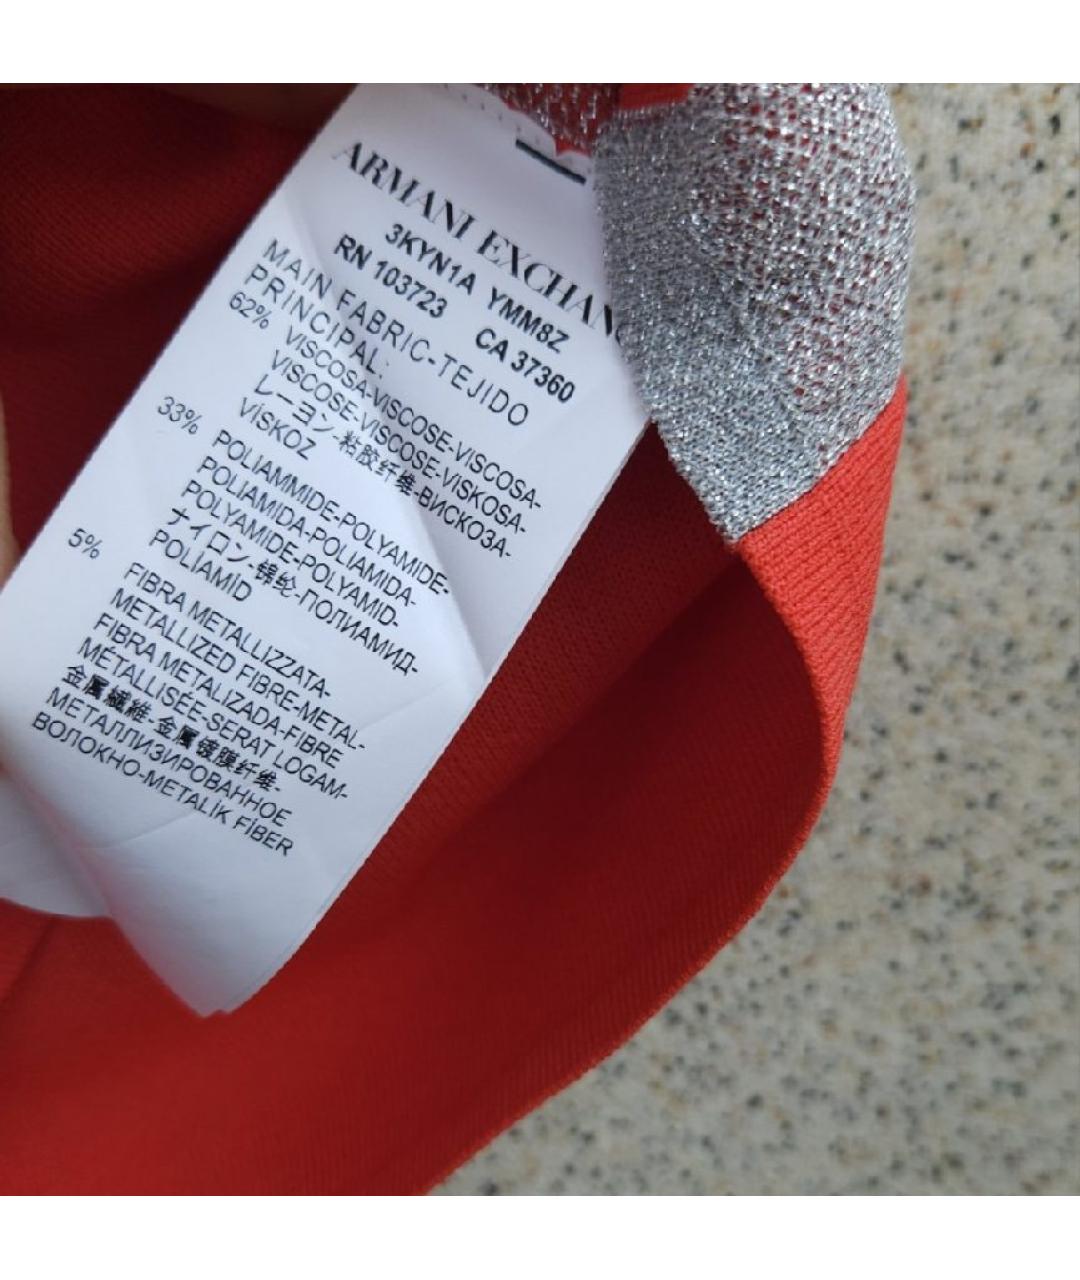 ARMANI EXCHANG
3KYN1A YMM8Z
RN 103723 CA 37360
MAIN FABRIC-TEJIDO
PRINCIPAL:
62% VISCOSA-VISCOSE-VISCOSA-
VISCOSE-VISCOSE-VISKOSA-
レーヨン-粘胶纤维-ВИСКОЗА-
VİSKOZ
33% POLIAMMIDE-POLYAMIDE-
POLIAMIDA-POLIAMIDA-
POLYAMIDE-POLYAMID-
ナイロン-锦纶-ПОЛИАМИД-
POLİAMID
5% FIBRA METALLIZZATA-
METALLIZED FIBRE-METAL-
FIBRA METALIZADA-FIBRE
MÉTALLISÉE-SERAT LOGAM-
金属繊維-金属镀膜纤维-
МЕТАЛЛИЗИРОВАННОЕ
ВОЛОКНО-METALİK FİBER